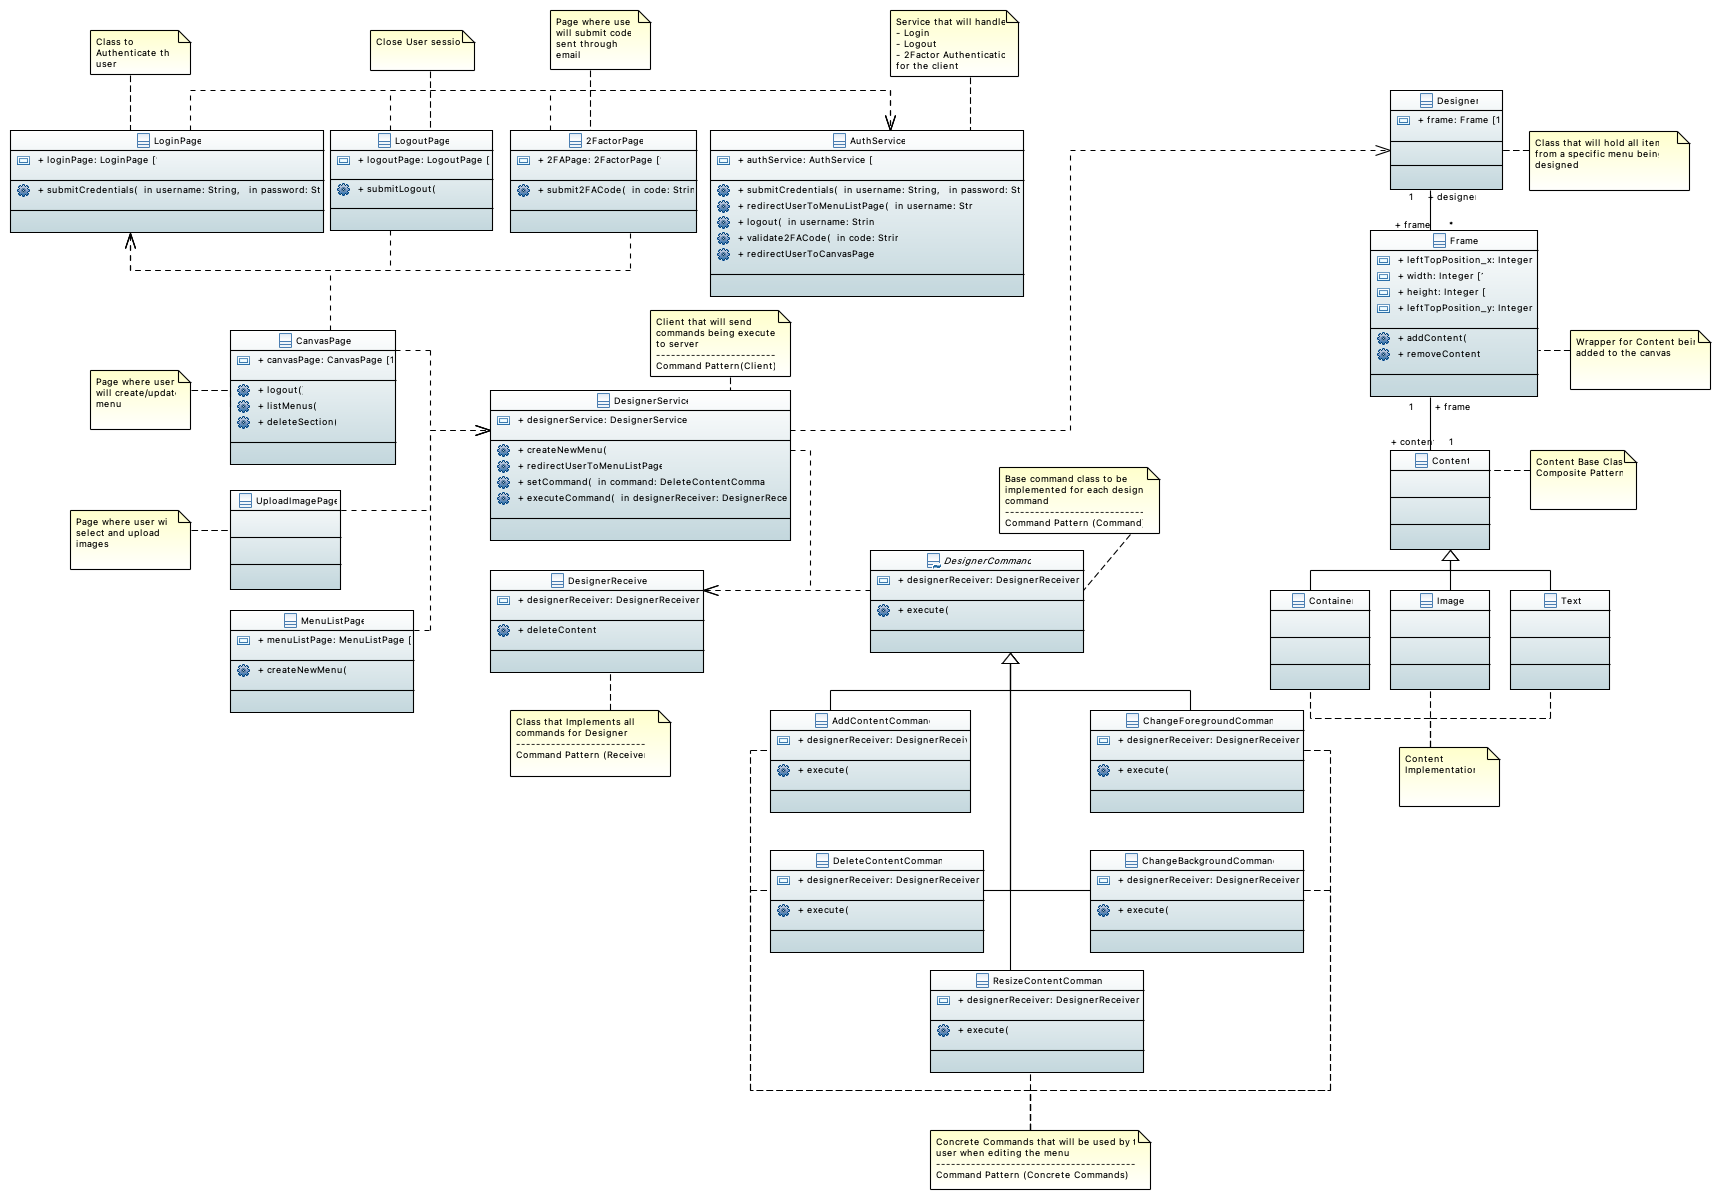 Class to
Authenticate th
user
Close User sessio
Page where use
will submit code
sent through
email
Service that will handle
- Login
- Logout
- 2Factor Authenticatio
for the client
LoginPage
+ loginPage: LoginPage [
+ submitCredentials( in username: String, in password: St
LogoutPage
+ logoutPage: LogoutPage [
+ submitLogout(
2FactorPage
+ 2FAPage: 2FactorPage [
+ submit2FACode( in code: Strin
AuthService
+ authService: AuthService [
+ submitCredentials( in username: String, in password: St
+ redirectUserToMenuListPage( in username: Str
+ logout( in username: Strin
+ validate2FACode( in code: Strin
+ redirectUserToCanvasPage
Designer
+ frame: Frame [1
Class that will hold all item
from a specific menu being
designed
1 + designer
+ frame *
Frame
+ leftTopPosition_x: Integer
+ width: Integer [
+ height: Integer [
+ leftTopPosition_y: Integer
+ addContent(
+ removeContent
Wrapper for Content bein
added to the canvas
1 + frame
+ conten 1
Content
Content Base Clas
Composite Pattern
Container
Image
Text
Content
Implementation
CanvasPage
+ canvasPage: CanvasPage [1
+ logout(
+ listMenus(
+ deleteSection(
Page where user
will create/update
menu
UploadImagePage
Page where user wi
select and upload
images
MenuListPage
+ menuListPage: MenuListPage [
+ createNewMenu(
Client that will send
commands being execute
to server
---------------------------
Command Pattern(Client)
DesignerService
+ designerService: DesignerService
+ createNewMenu(
+ redirectUserToMenuListPage
+ setCommand( in command: DeleteContentComma
+ executeCommand( in designerReceiver: DesignerRece
DesignerReceive
+ designerReceiver: DesignerReceiver
+ deleteContent
Class that Implements all
commands for Designer
-----------------------------
Command Pattern (Receiver
Base command class to be
implemented for each design
command
-------------------------------
Command Pattern (Command
DesignerCommand
+ designerReceiver: DesignerReceiver
+ execute(
AddContentComman
+ designerReceiver: DesignerReceiv
+ execute(
ChangeForegroundComman
+ designerReceiver: DesignerReceiver
+ execute(
DeleteContentComman
+ designerReceiver: DesignerReceiver
+ execute(
ChangeBackgroundComman
+ designerReceiver: DesignerReceiver
+ execute(
ResizeContentComman
+ designerReceiver: DesignerReceiver
+ execute(
Concrete Commands that will be used by t
user when editing the menu
---------------------------------------------
Command Pattern (Concrete Commands)